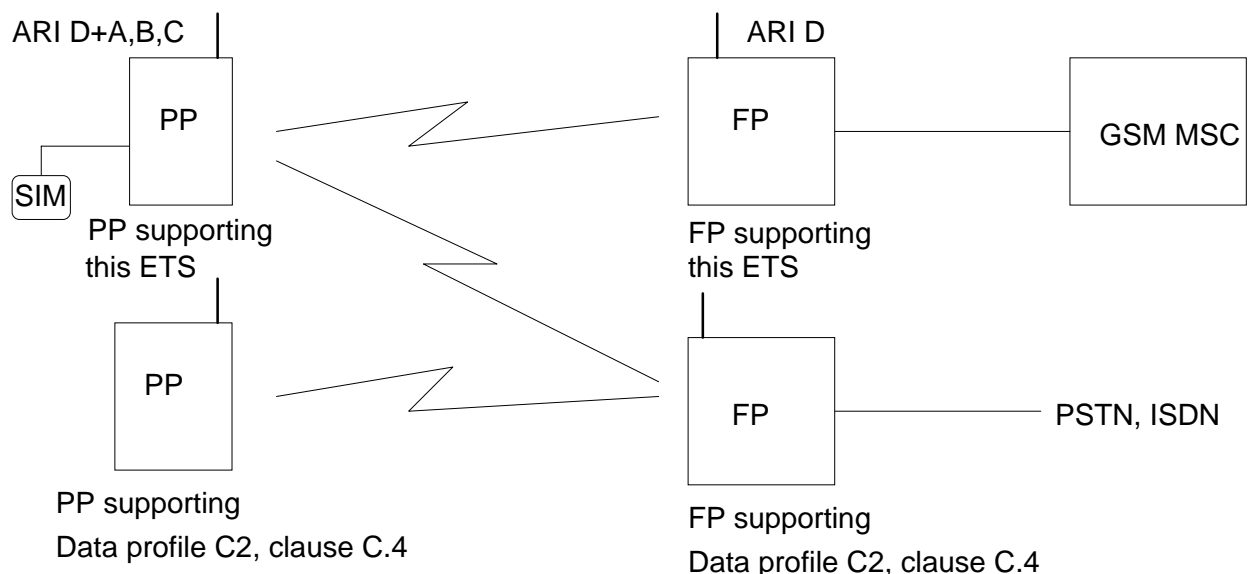 ARI D+A,B,C
ARI D
PP
FP
GSM MSC
SIM
PP supporting
this ETS
FP supporting
this ETS
PP
FP
PSTN, ISDN
PP supporting
Data profile C2, clause C.4
FP supporting
Data profile C2, clause C.4